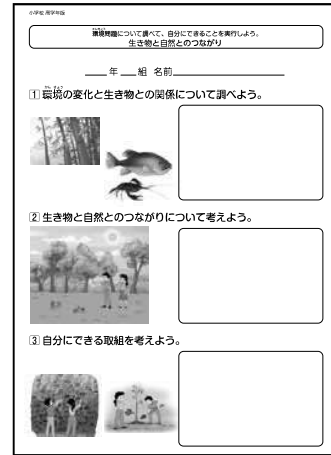 小学校 高学年版
環境問題について調べて、自分にできることを実行しよう。
生き物と自然とのつながり
年 組 名前
1 環境の変化と生き物との関係について調べよう。
2 生き物と自然とのつながりについて考えよう。
3 自分にできる取組を考えよう。